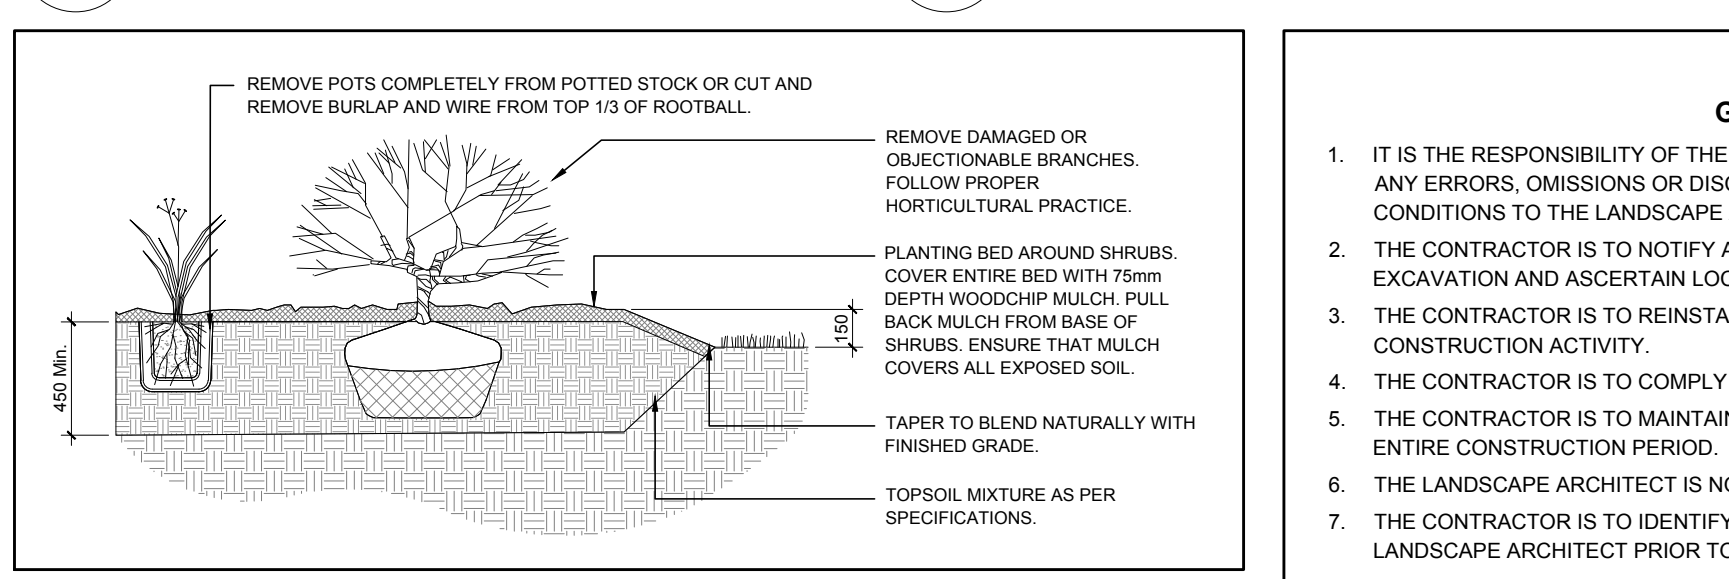 REMOVE POTS COMPLETELY FROM POTTED STOCK OR CUT AND
REMOVE BURLAP AND WIRE FROM TOP 1/3 OF ROOTBALL.
REMOVE DAMAGED OR
OBJECTIONABLE BRANCHES.
FOLLOW PROPER
HORTICULTURAL PRACTICE.
PLANTING BED AROUND SHRUBS.
COVER ENTIRE BED WITH 75mm
DEPTH WOODCHIP MULCH. PULL
BACK MULCH FROM BASE OF
SHRUBS. ENSURE THAT MULCH
COVERS ALL EXPOSED SOIL.
150
450 Min.
TAPER TO BLEND NATURALLY WITH
FINISHED GRADE.
TOPSOIL MIXTURE AS PER
SPECIFICATIONS.
G
1. IT IS THE RESPONSIBILITY OF THE
ANY ERRORS, OMISSIONS OR DISC
CONDITIONS TO THE LANDSCAPE
2. THE CONTRACTOR IS TO NOTIFY A
EXCAVATION AND ASCERTAIN LOC
3. THE CONTRACTOR IS TO REINSTA
CONSTRUCTION ACTIVITY.
4. THE CONTRACTOR IS TO COMPLY
5. THE CONTRACTOR IS TO MAINTAIN
ENTIRE CONSTRUCTION PERIOD.
6. THE LANDSCAPE ARCHITECT IS NO
7. THE CONTRACTOR IS TO IDENTIFY
LANDSCAPE ARCHITECT PRIOR TO